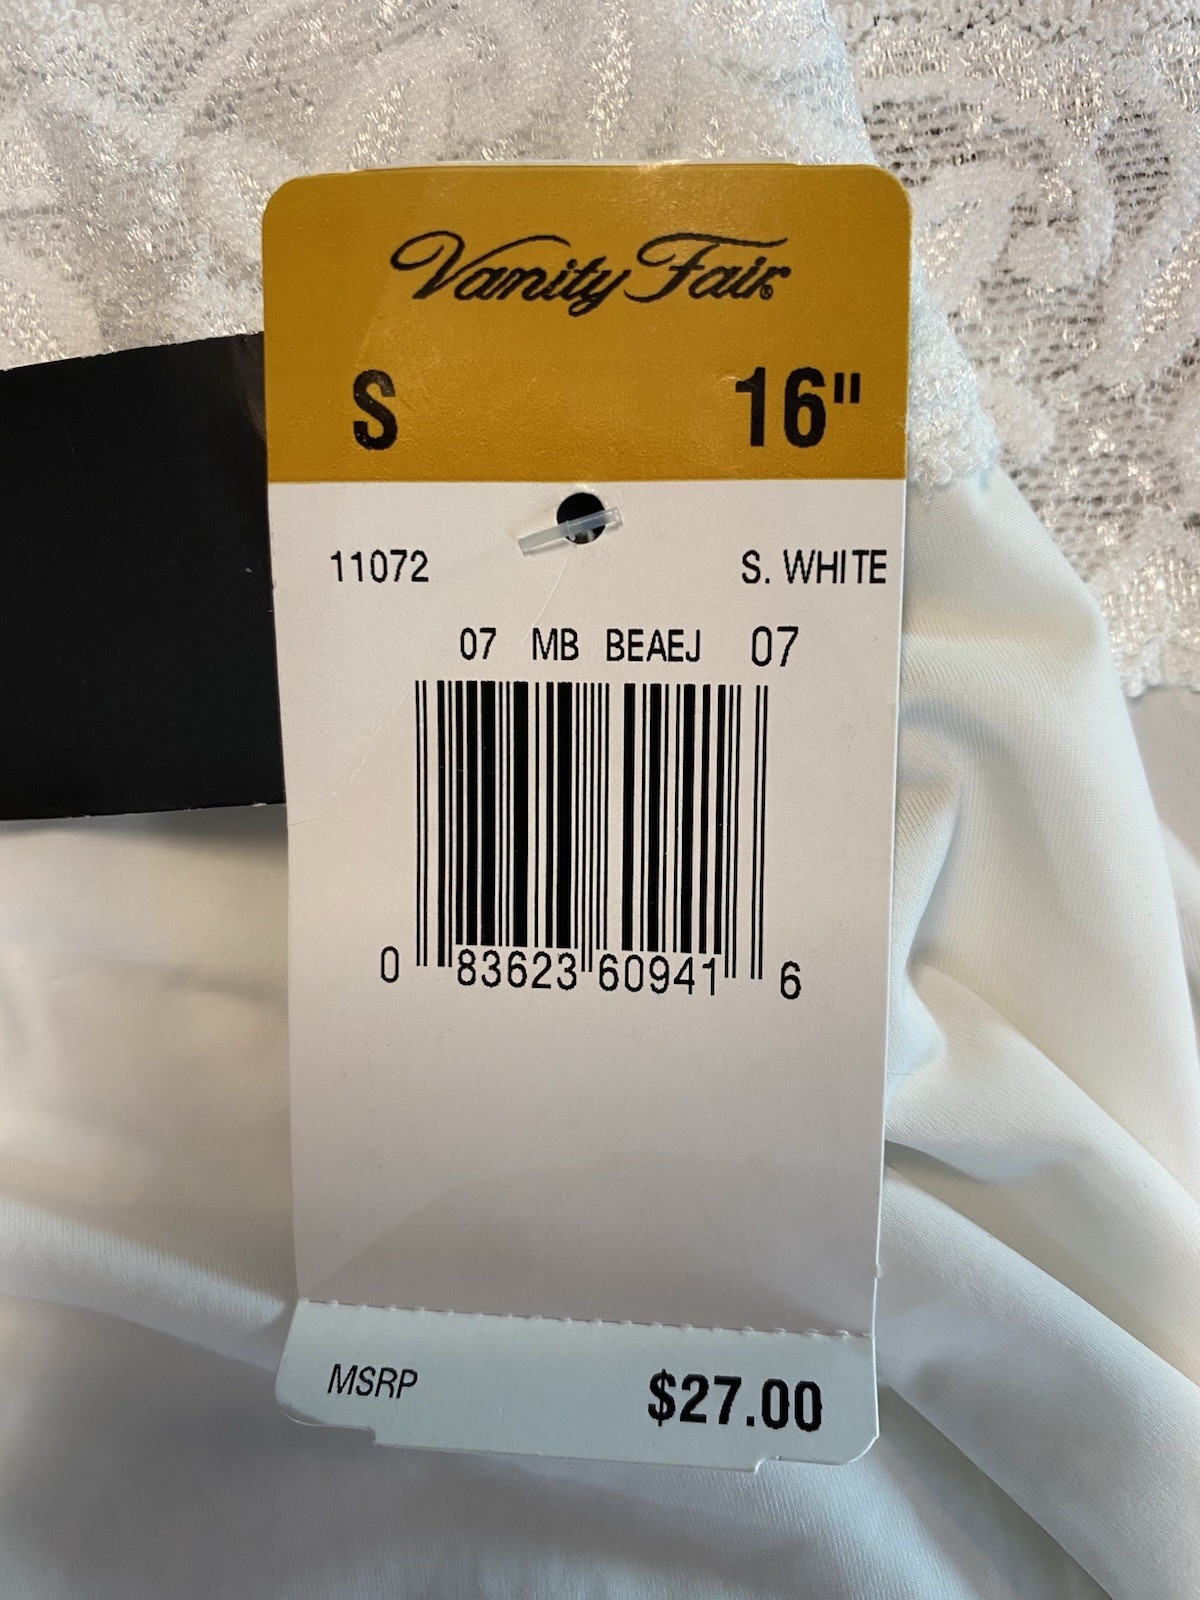 Vanity Fair®
S 16"
11072 S. WHITE
07 MB BEAEJ 07
0 83623 60941 6
MSRP $27.00